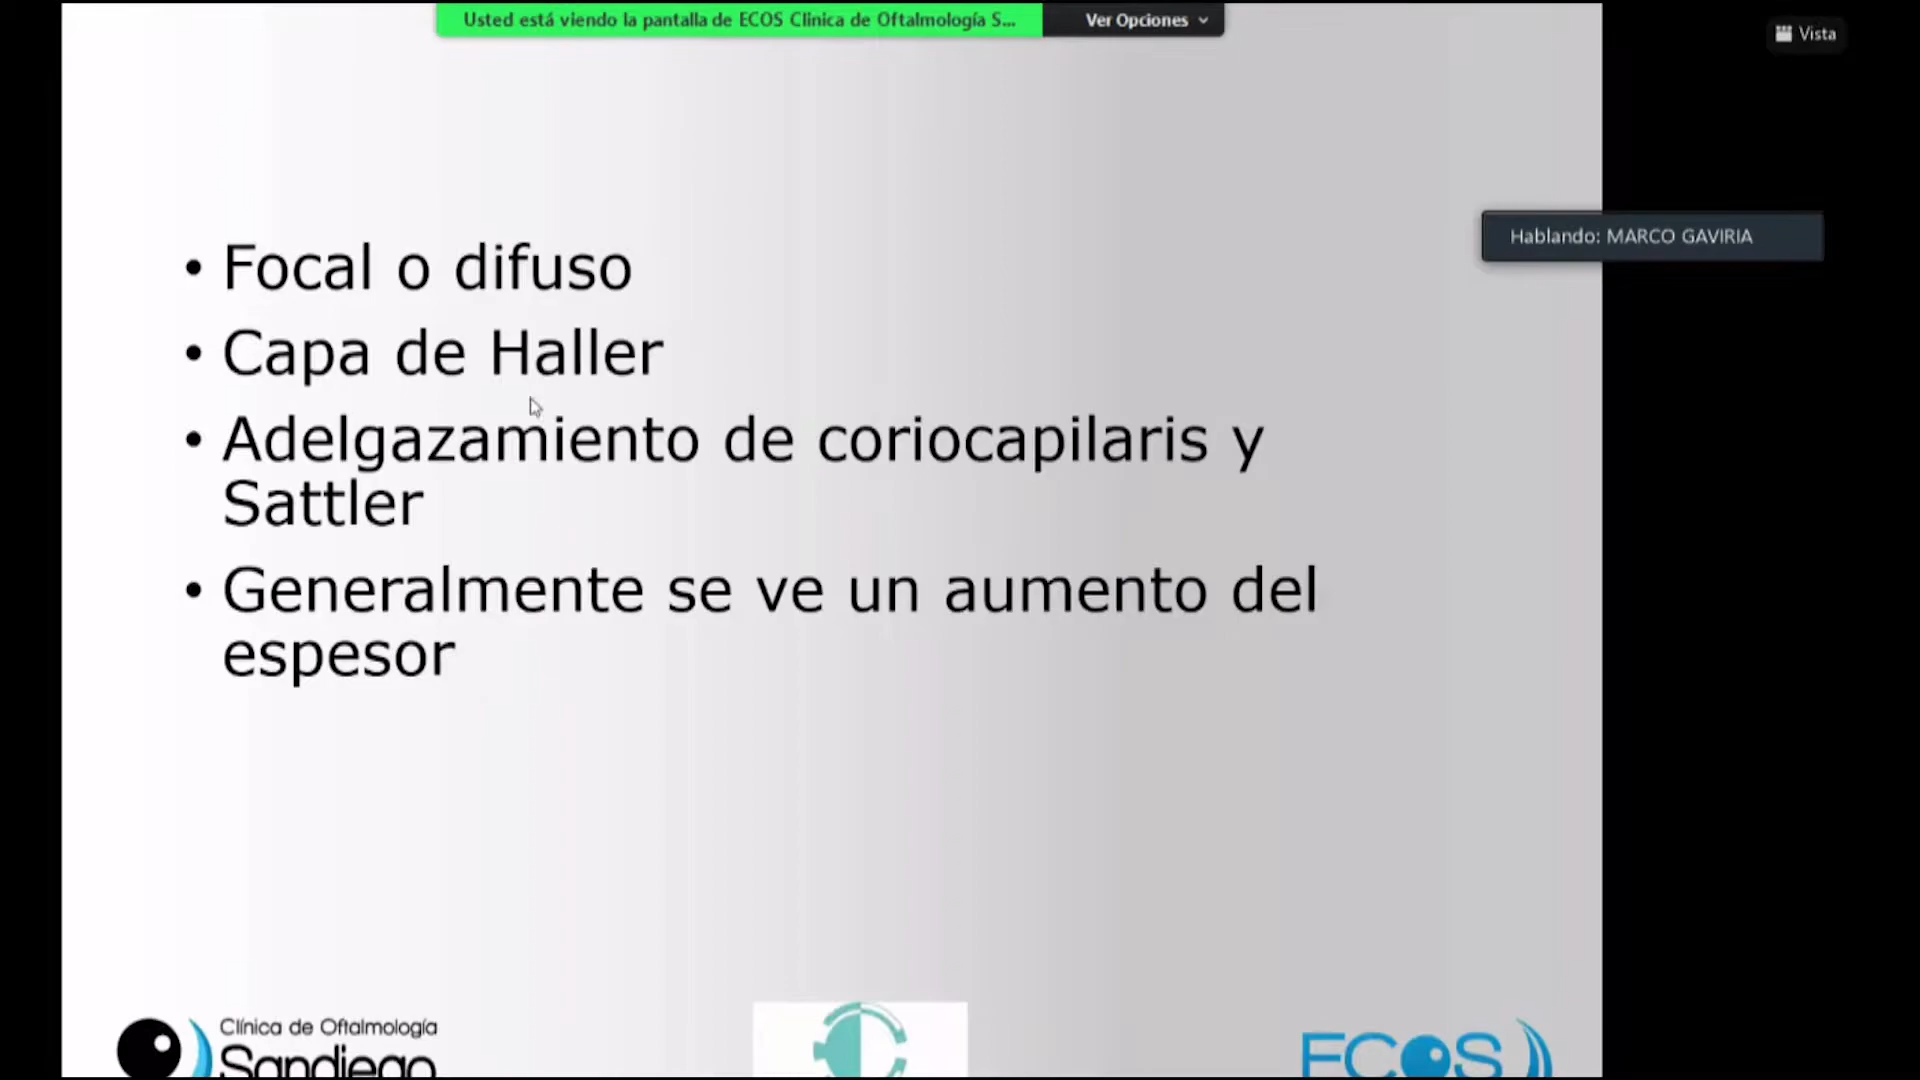 Usted está viendo la pantalla de ECOS Clinica de Oftalmología S...
Ver Opciones
Vista
Hablando: MARCO GAVIRIA
• Focal o difuso
• Capa de Haller
• Adelgazamiento de coriocapilaris y
Sattler
• Generalmente se ve un aumento del
espesor
Clínica de Oftalmología
Sandiego
ECOS